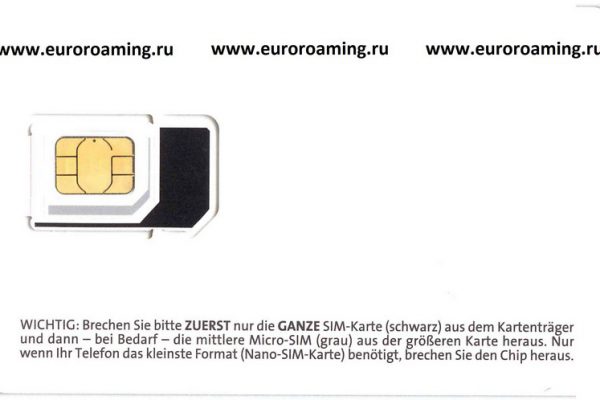 www.euroroaming.ru www.euroroaming.ru www.euroroaming.ru
WICHTIG: Brechen Sie bitte ZUERST nur die GANZE SIM-Karte (schwarz) aus dem Kartenträger
und dann – bei Bedarf – die mittlere Micro-SIM (grau) aus der größeren Karte heraus. Nur
wenn Ihr Telefon das kleinste Format (Nano-SIM-Karte) benötigt, brechen Sie den Chip heraus.